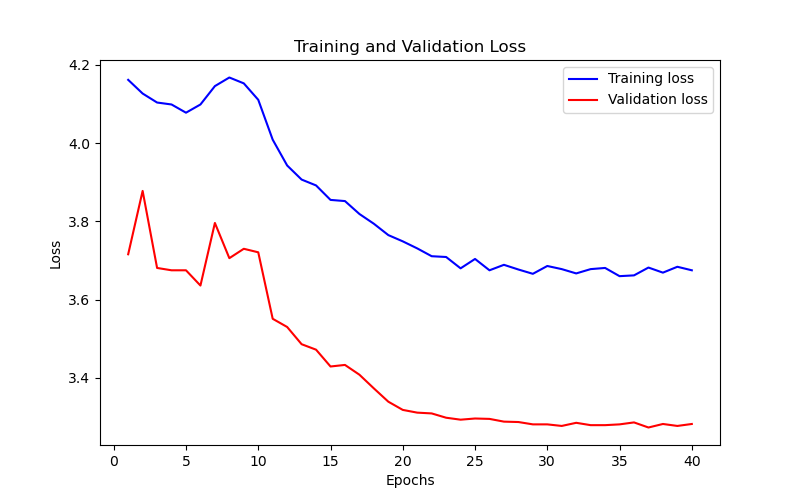 Training and Validation Loss
Training loss
Validation loss
4.2
4.0
3.8
3.6
3.4
Loss
0 5 10 15 20 25 30 35 40
Epochs